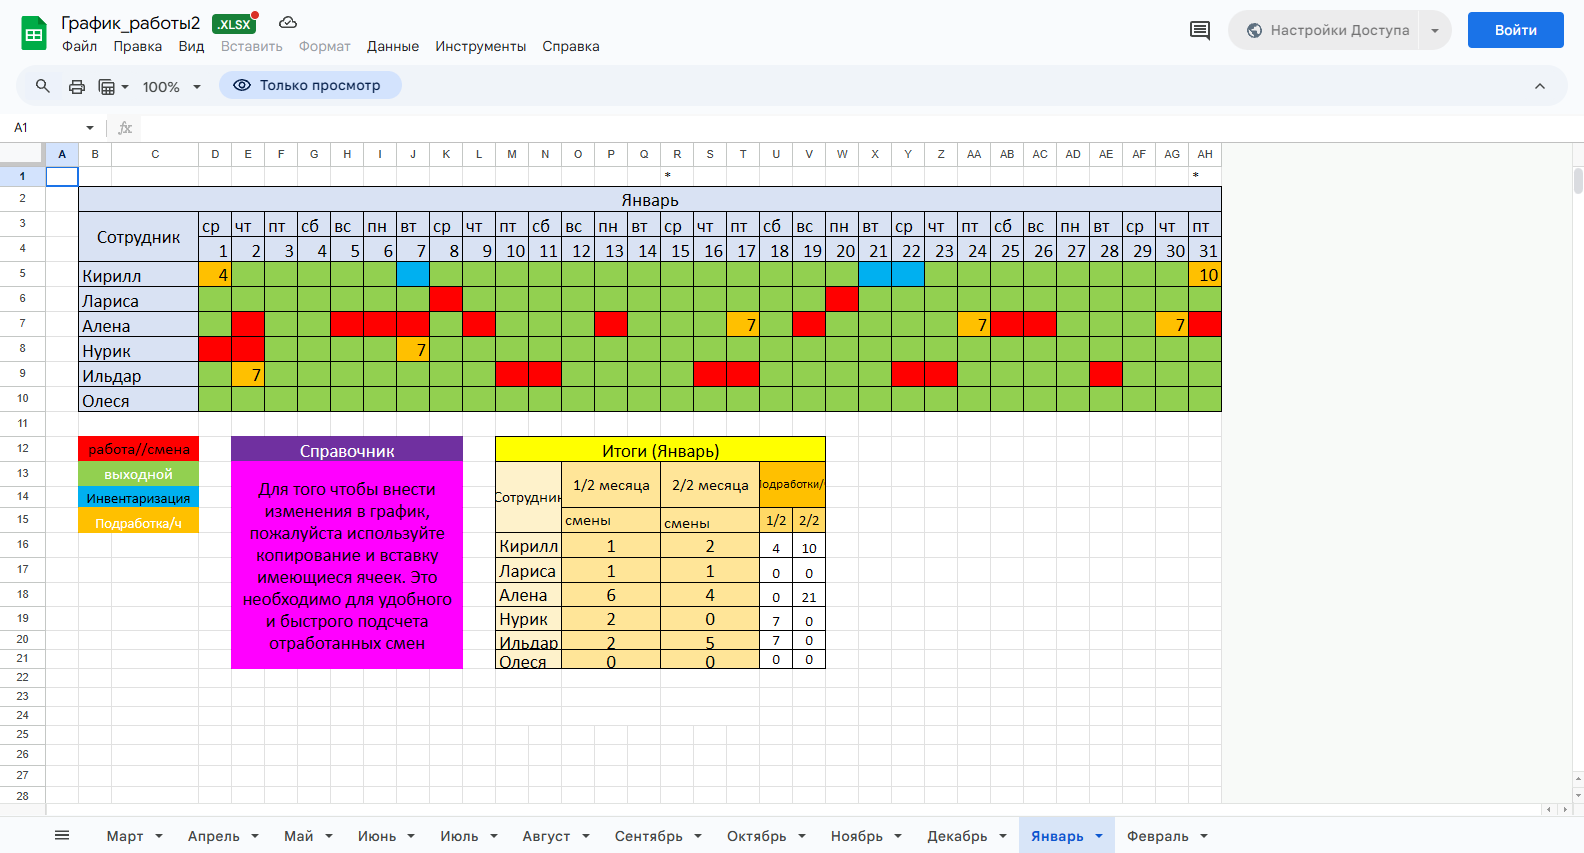 График_работы2 .XLSX
Файл Правка Вид Вставить Формат Данные Инструменты Справка
Настройки Доступа
Войти
100% Только просмотр
A1 fx
A B C D E F G H I J K L M N O P Q R S T U V W X Y Z AA AB AC AD AE AF AG AH
1 * *
2 Январь
3 Сотрудник ср чт пт сб вс пн вт ср чт пт сб вс пн вт ср чт пт сб вс пн вт ср чт пт сб вс пн вт ср чт пт
4 1 2 3 4 5 6 7 8 9 10 11 12 13 14 15 16 17 18 19 20 21 22 23 24 25 26 27 28 29 30 31
5 Кирилл 4 10
6 Лариса
7 Алена 7 7 7
8 Нурик 7
9 Ильдар 7
10 Олеся
11
12 работа//смена Справочник Итоги (Январь)
13 выходной
14 Инвентаризация
15 Подработка/ч
Для того чтобы внести
изменения в график,
пожалуйста используйте
копирование и вставку
имеющиеся ячеек. Это
необходимо для удобного
и быстрого подсчета
отработанных смен
Сотрудник 1/2 месяца 2/2 месяца Подработки/
смены смены 1/2 2/2
16 Кирилл 1 2 4 10
17 Лариса 1 1 0 0
18 Алена 6 4 0 21
19 Нурик 2 0 7 0
20 Ильдар 2 5 7 0
21 Олеся 0 0 0 0
22
23
24
25
26
27
28
Март Апрель Май Июнь Июль Август Сентябрь Октябрь Ноябрь Декабрь Январь Февраль